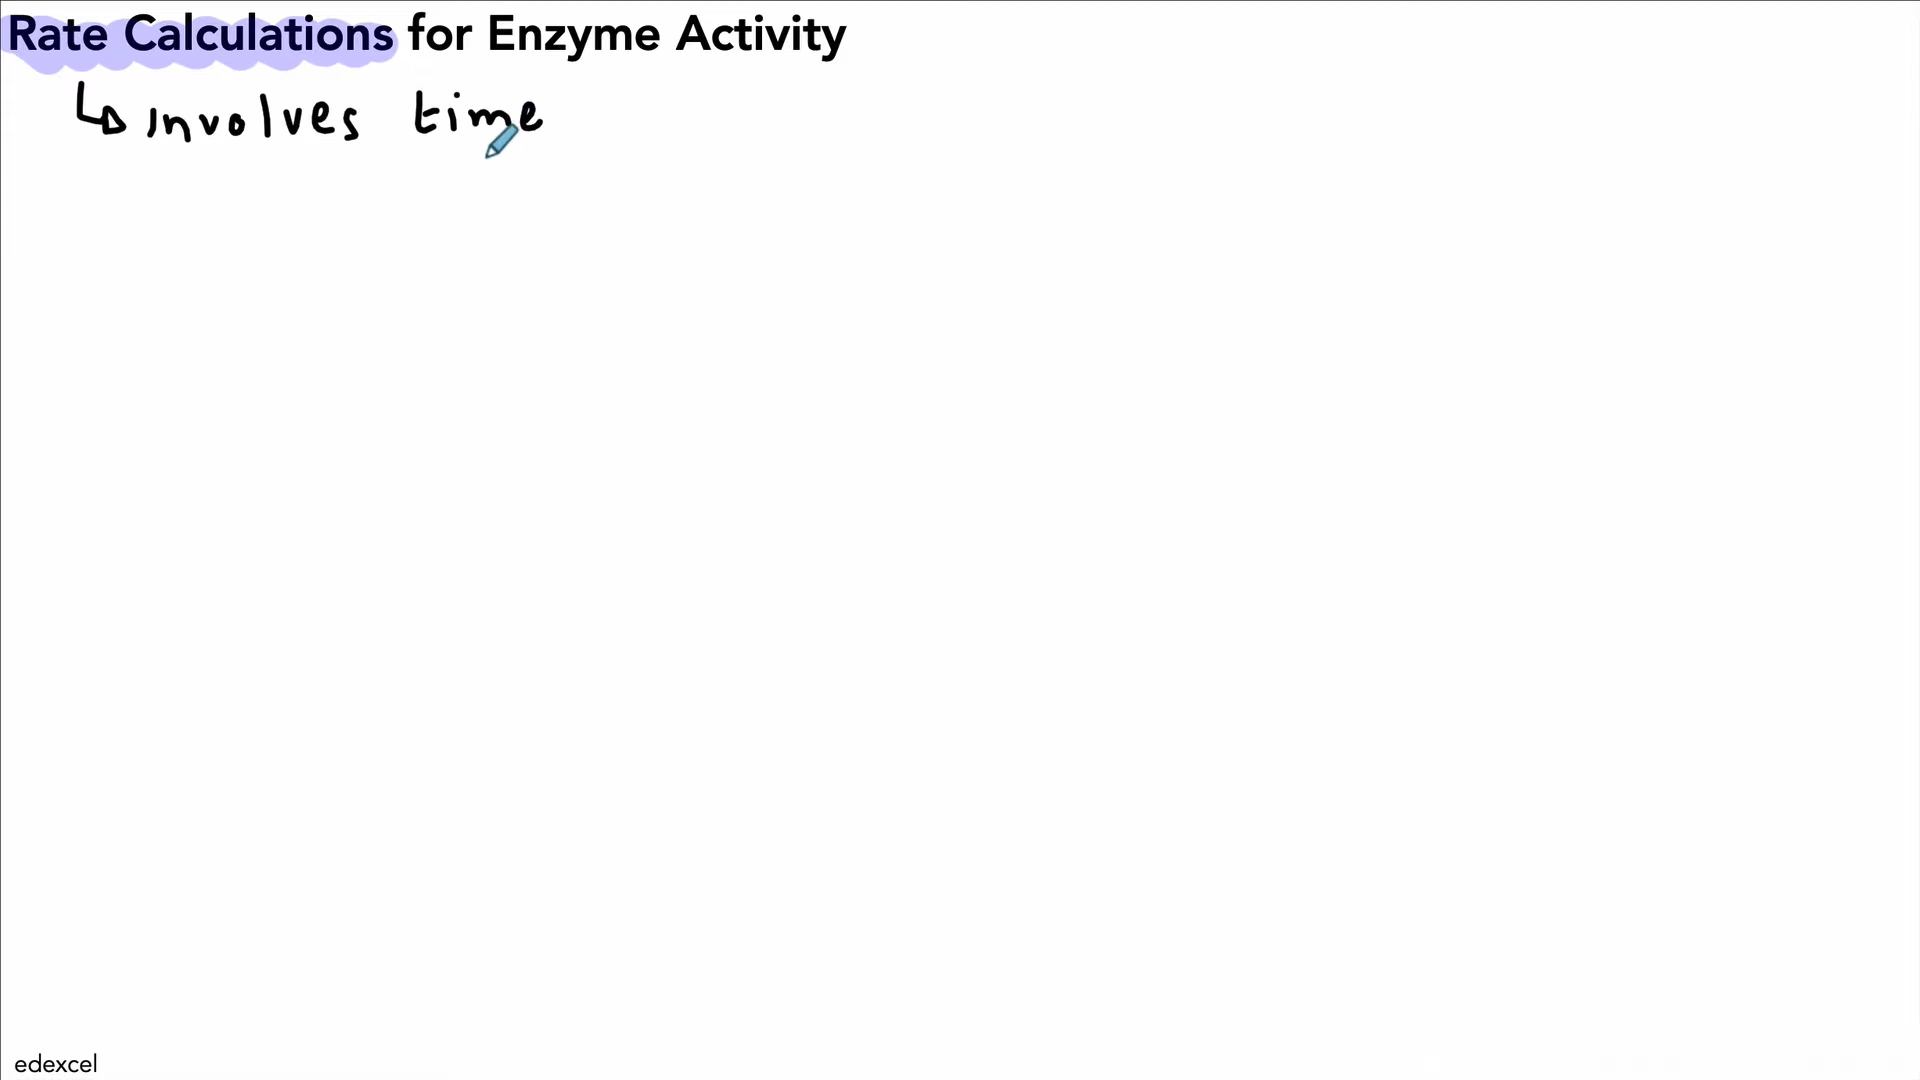 Rate Calculations for Enzyme Activity
↳ involves time
edexcel